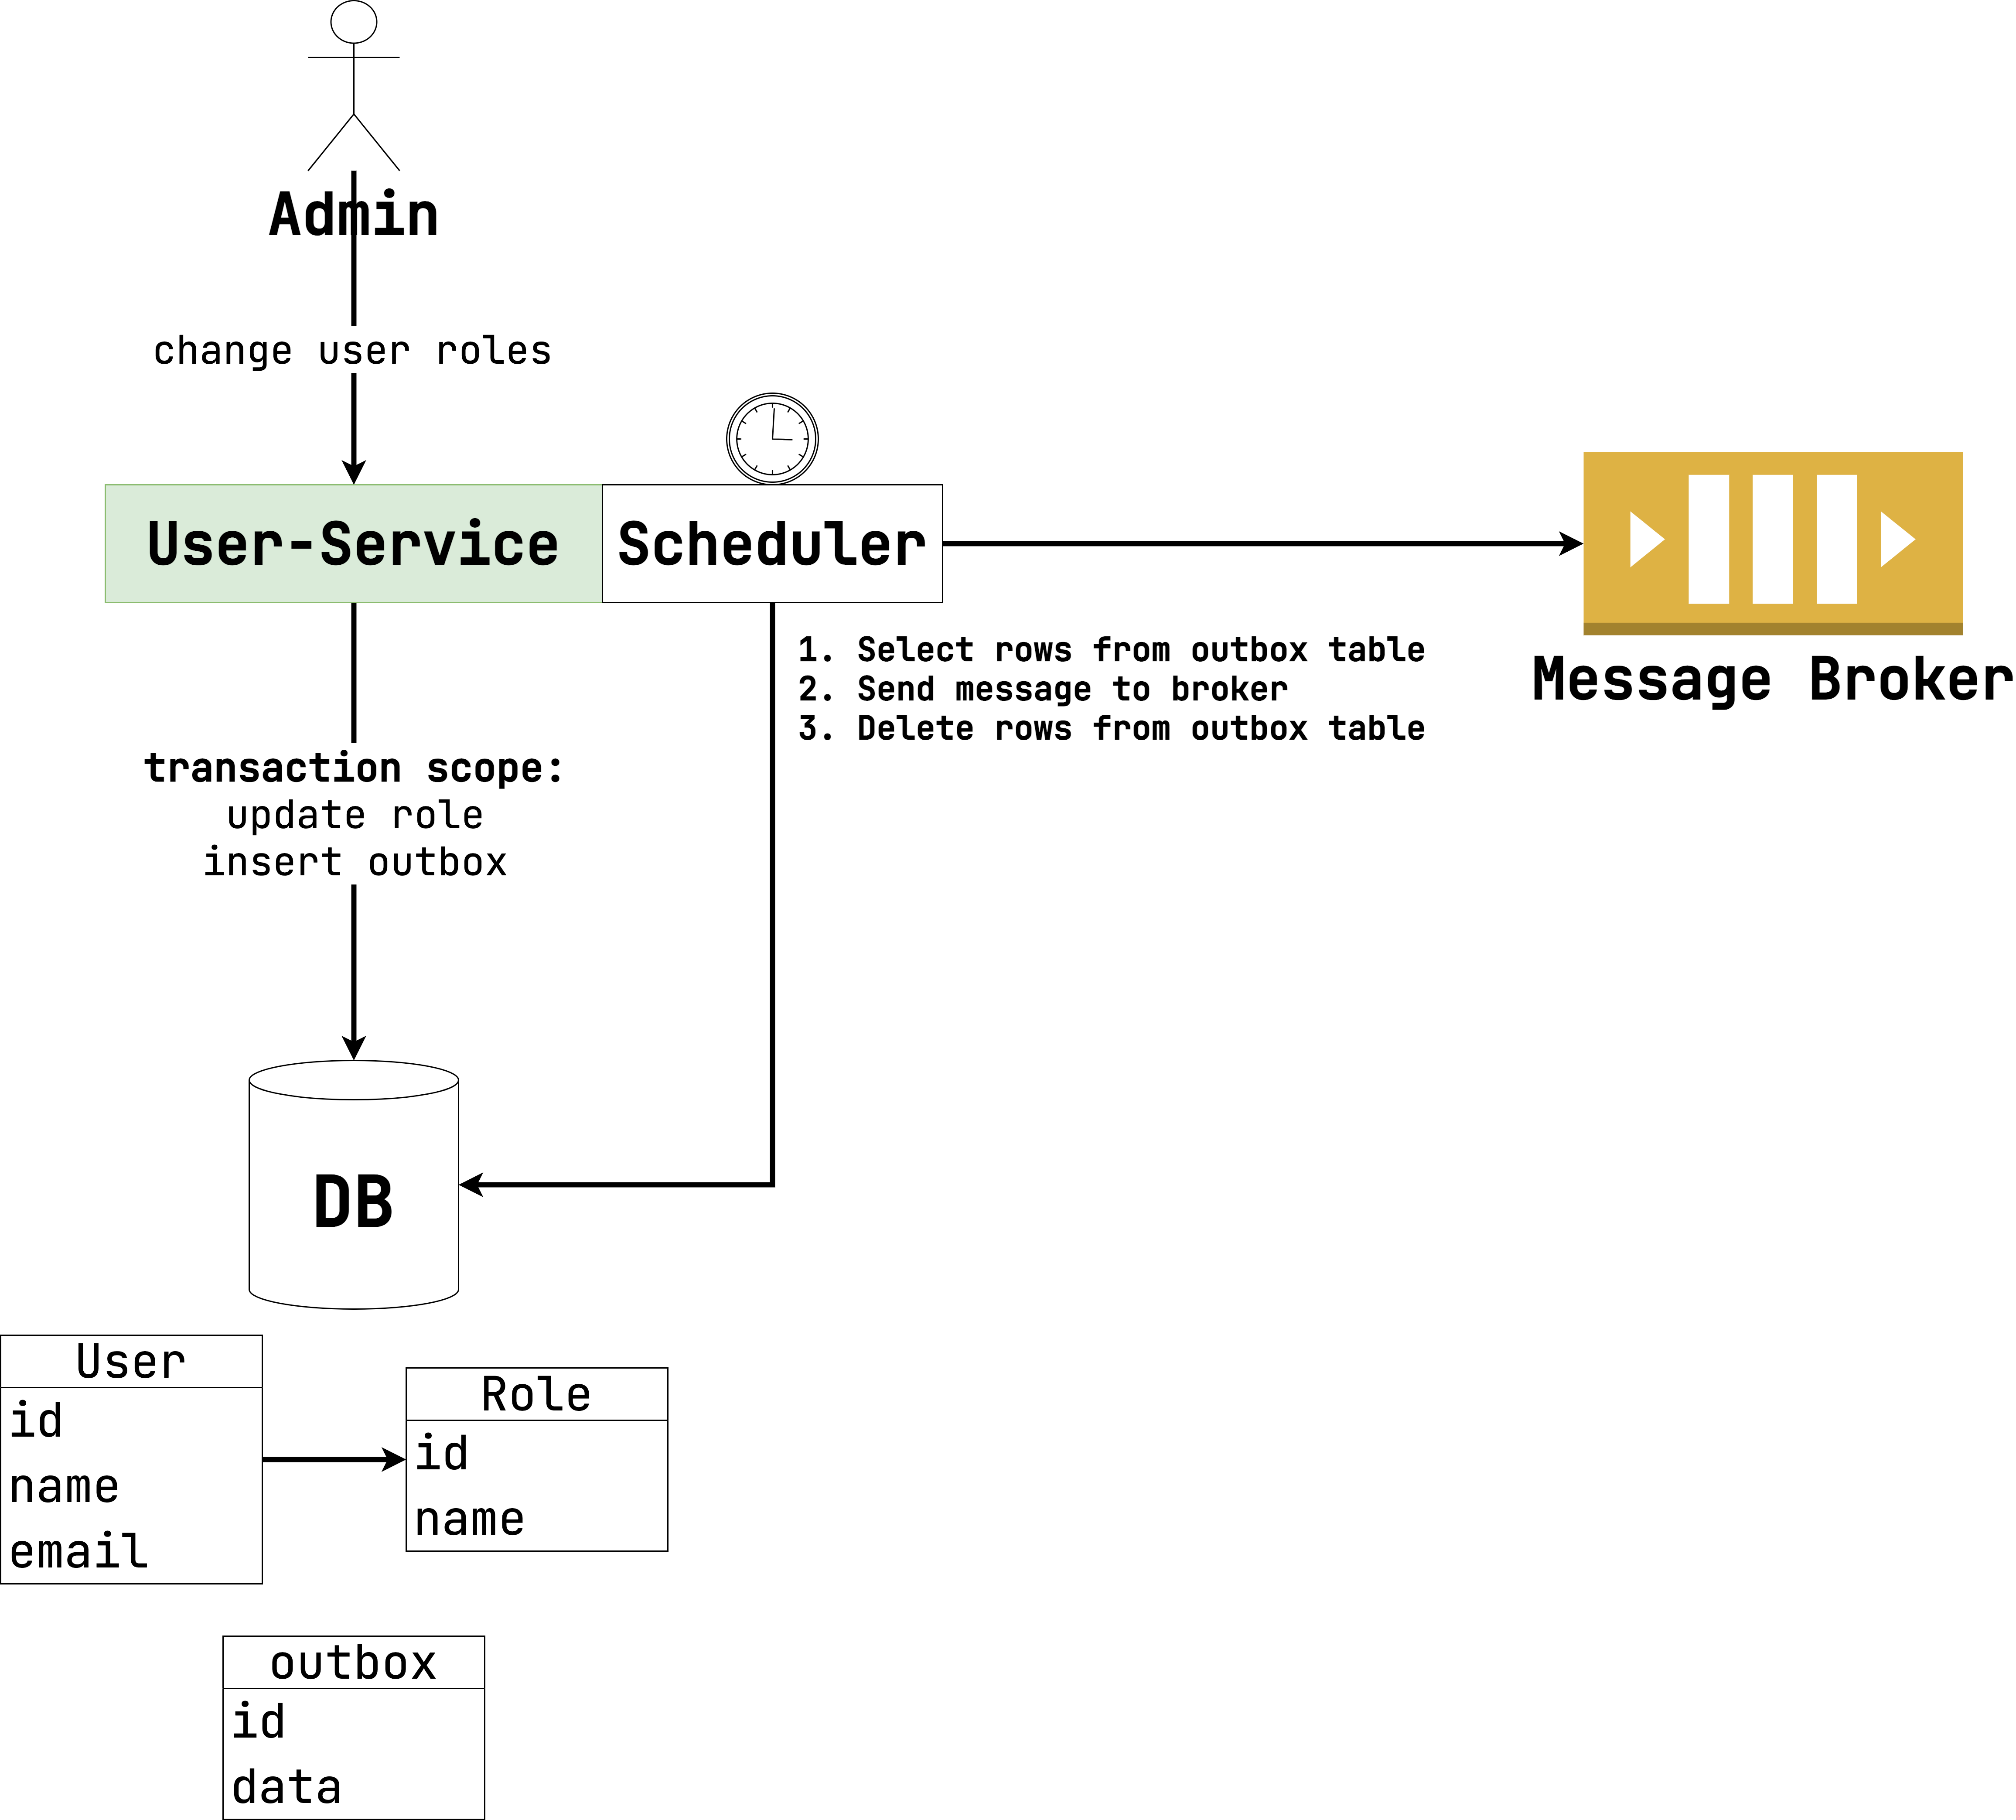 Admin
change user roles
User-Service
Scheduler
1. Select rows from outbox table
2. Send message to broker
3. Delete rows from outbox table
Message Broker
transaction scope:
update role
insert outbox
DB
User
id
name
email
Role
id
name
outbox
id
data